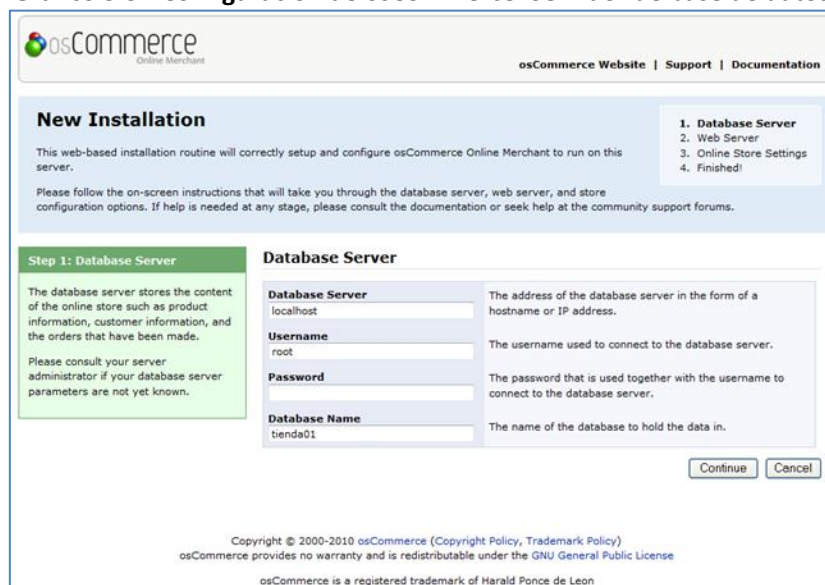 osCommerce
Online Merchant
osCommerce Website | Support | Documentation
New Installation
This web-based installation routine will correctly setup and configure osCommerce Online Merchant to run on this
server.
Please follow the on-screen instructions that will take you through the database server, web server, and store
configuration options. If help is needed at any stage, please consult the documentation or seek help at the community support forums.
1. Database Server
2. Web Server
3. Online Store Settings
4. Finished!
Step 1: Database Server
The database server stores the content
of the online store such as product
information, customer information, and
the orders that have been made.
Please consult your server
administrator if your database server
parameters are not yet known.
Database Server
Database Server
localhost
The address of the database server in the form of a
hostname or IP address.
Username
root
The username used to connect to the database server.
Password
The password that is used together with the username to
connect to the database server.
Database Name
tienda01
The name of the database to hold the data in.
Continue Cancel
Copyright © 2000-2010 osCommerce (Copyright Policy, Trademark Policy)
osCommerce provides no warranty and is redistributable under the GNU General Public License
osCommerce is a registered trademark of Harald Ponce de Leon